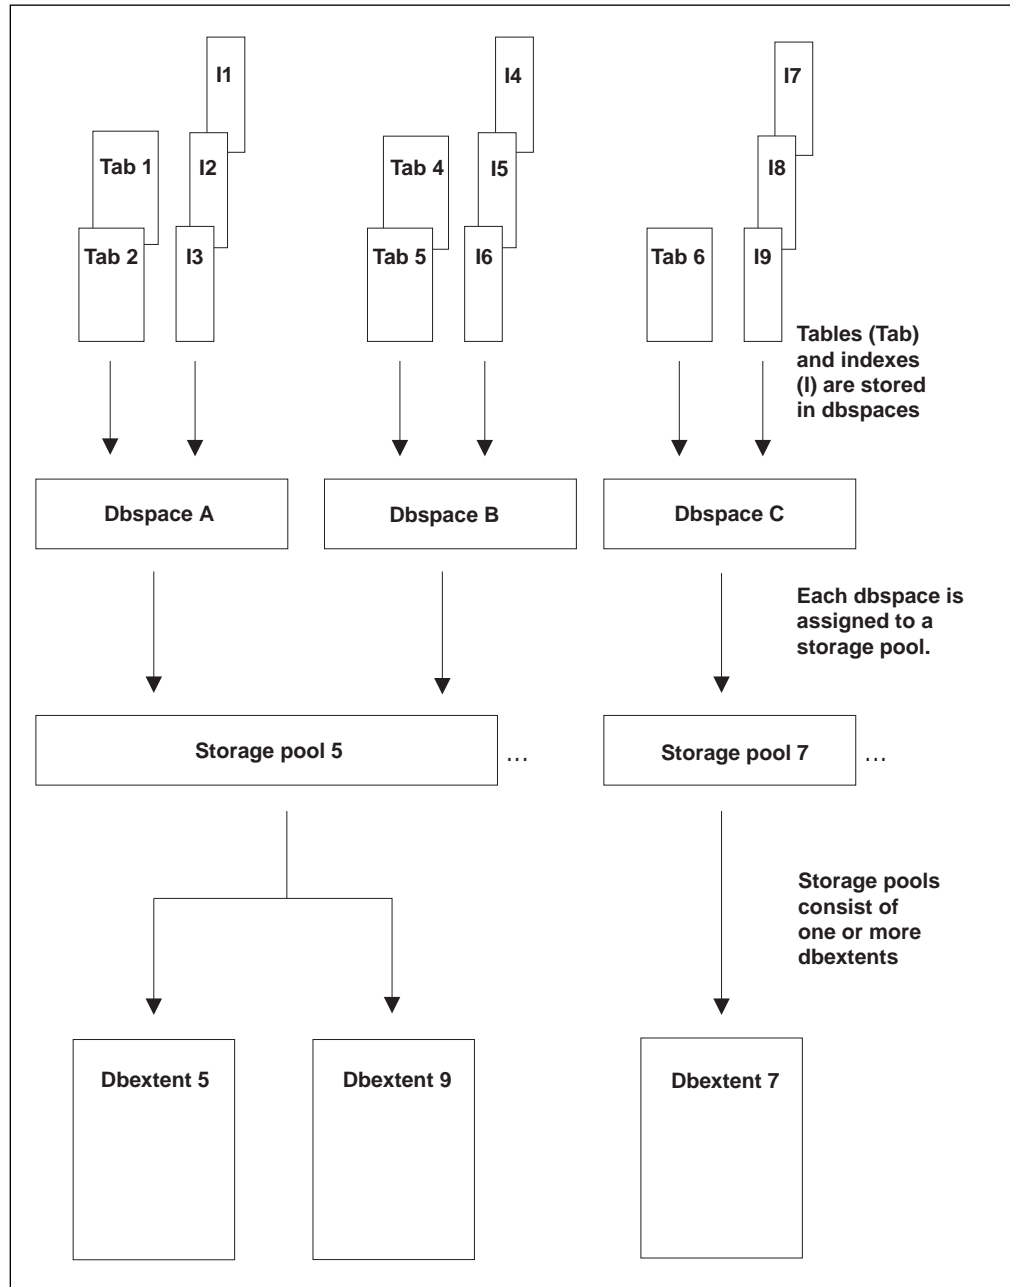 I1
I4
I7
Tab 1
I2
Tab 4
I5
I8
Tab 2
I3
Tab 5
I6
Tab 6
I9
Tables (Tab)
and indexes
(I) are stored
in dbspaces
Dbspace A
Dbspace B
Dbspace C
Each dbspace is
assigned to a
storage pool.
Storage pool 5
...
Storage pool 7
...
Storage pools
consist of
one or more
dbextents
Dbextent 5
Dbextent 9
Dbextent 7